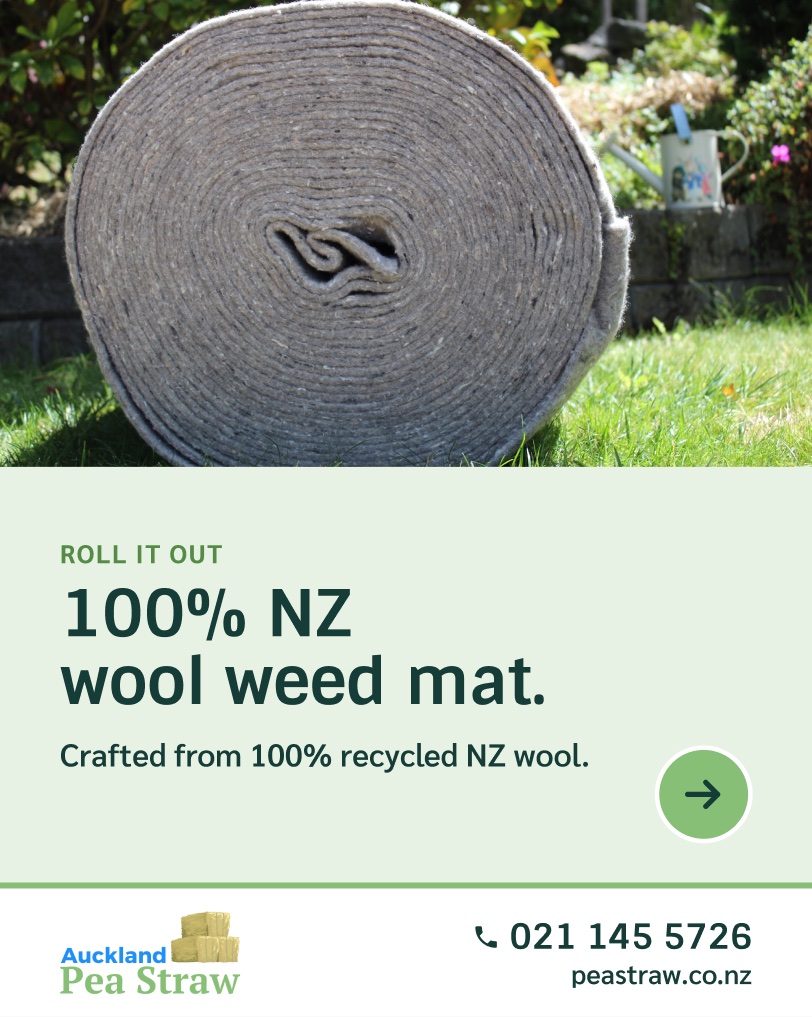 ROLL IT OUT
100% NZ
wool weed mat.
Crafted from 100% recycled NZ wool.
Auckland
Pea Straw
021 145 5726
peastraw.co.nz